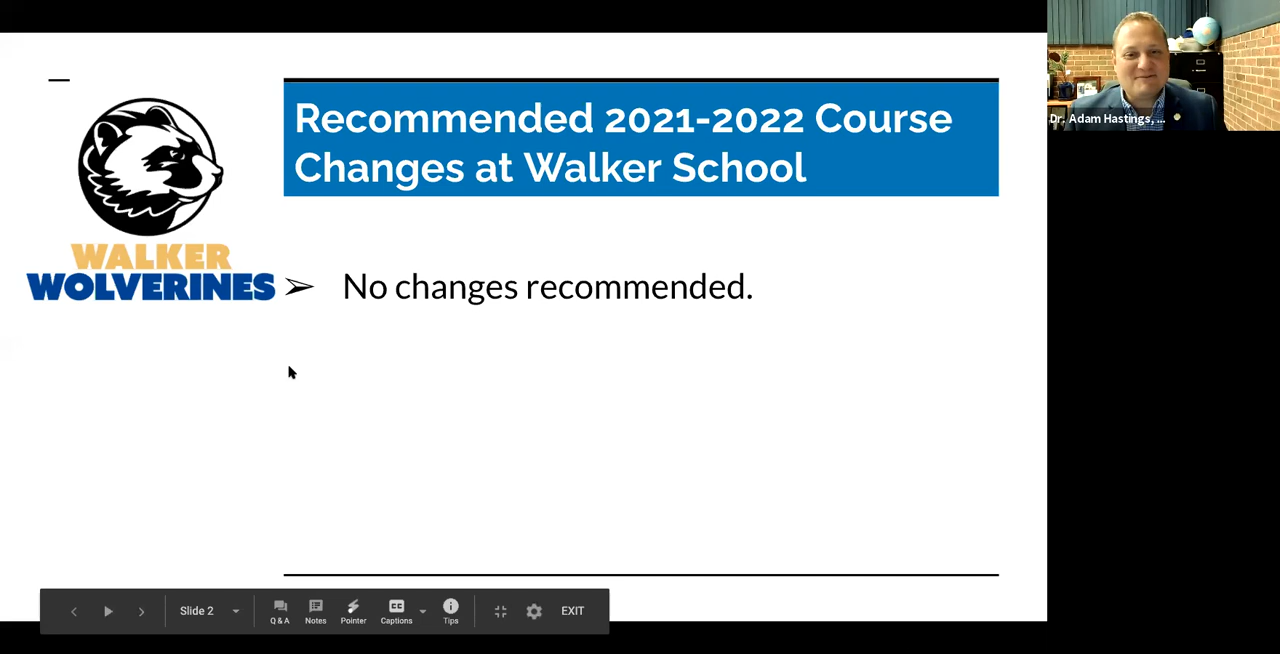 Recommended 2021-2022 Course
Changes at Walker School
WALKER
WOLVERINES
➢ No changes recommended.
Dr. Adam Hastings, ...
Slide 2
Q & A
Notes
Pointer
CC
Captions
Tips
EXIT